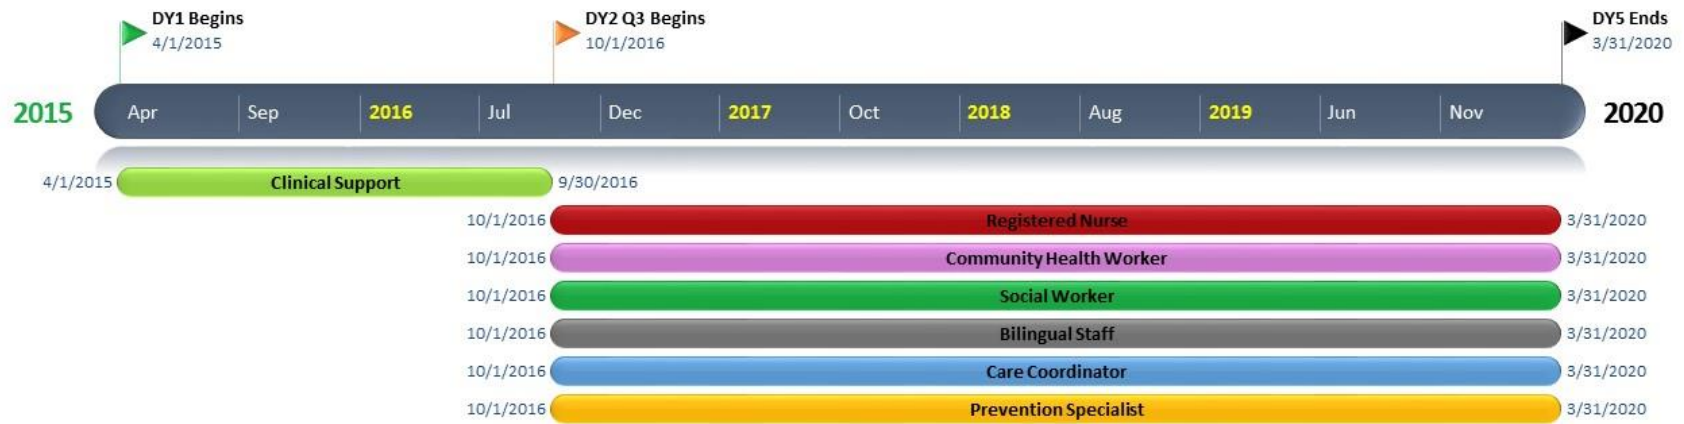 DY1 Begins
4/1/2015
DY2 Q3 Begins
10/1/2016
DY5 Ends
3/31/2020
2015 Apr Sep 2016 Jul Dec 2017 Oct 2018 Aug 2019 Jun Nov 2020
4/1/2015 Clinical Support 9/30/2016
10/1/2016 Registered Nurse 3/31/2020
10/1/2016 Community Health Worker 3/31/2020
10/1/2016 Social Worker 3/31/2020
10/1/2016 Bilingual Staff 3/31/2020
10/1/2016 Care Coordinator 3/31/2020
10/1/2016 Prevention Specialist 3/31/2020